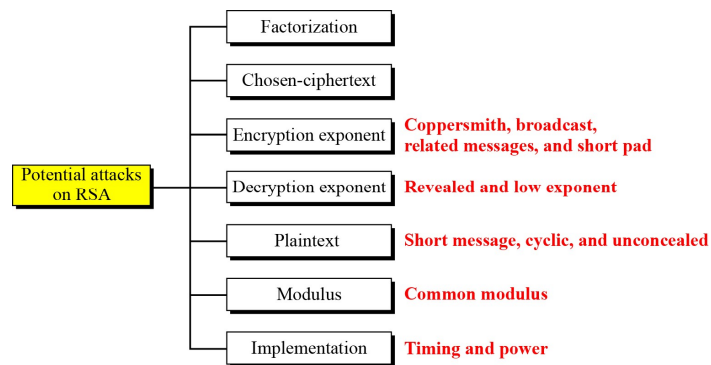 Factorization
Chosen-ciphertext
Encryption exponent
Coppersmith, broadcast,
related messages, and short pad
Potential attacks
on RSA
Decryption exponent
Revealed and low exponent
Plaintext
Short message, cyclic, and unconcealed
Modulus
Common modulus
Implementation
Timing and power